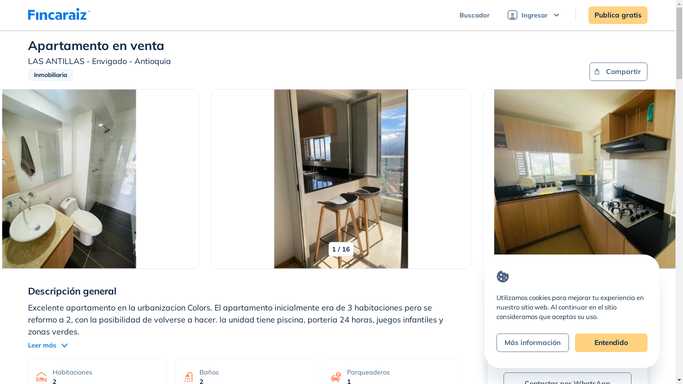 Fincaraiz
Buscador
Ingresar
Publica gratis
Apartamento en venta
LAS ANTILLAS - Envigado - Antioquia
Inmobiliaria
Compartir
1 / 16
Descripción general
Excelente apartamento en la urbanizacion Colors. El apartamento inicialmente era de 3 habitaciones pero se
reformo a 2, con la posibilidad de volverse a hacer. la unidad tiene piscina, porteria 24 horas, juegos infantiles y
zonas verdes.
Leer más
Habitaciones
2
Baños
2
Parqueaderos
1
Utilizamos cookies para mejorar tu experiencia en
nuestro sitio web. Al continuar en el sitio
consideramos que aceptas su uso.
Más información
Entendido
Contactar por WhatsApp